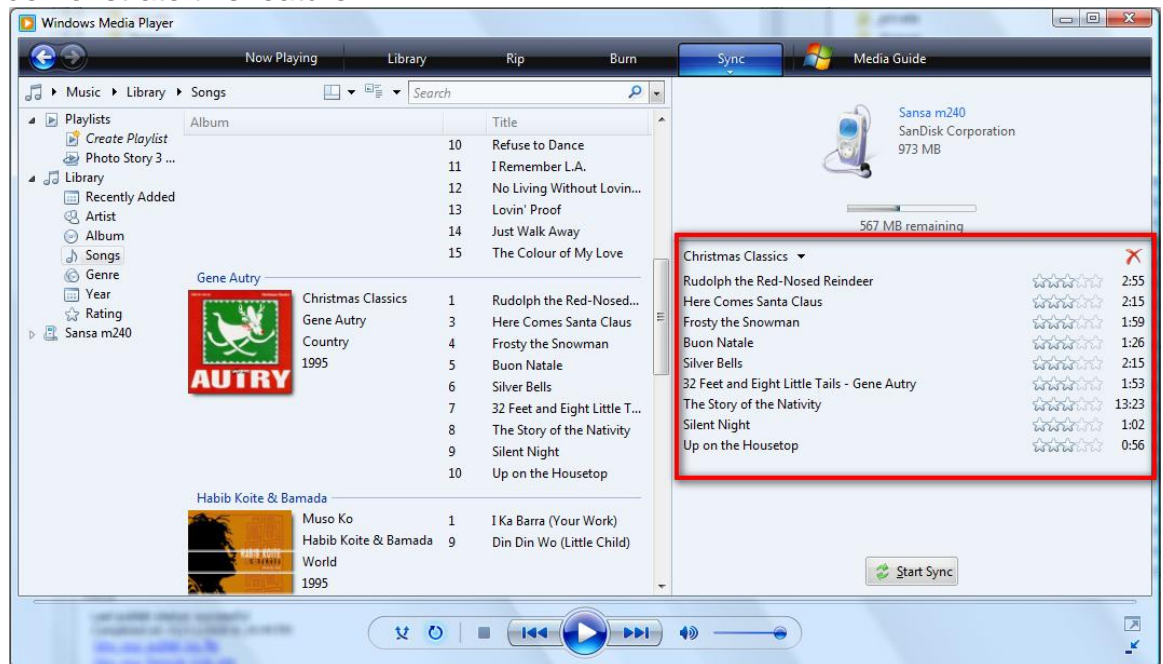 Windows Media Player
Now Playing Library Rip Burn Sync Media Guide
Music Library Songs Search
Playlists
Create Playlist
Photo Story 3 ...
Library
Recently Added
Artist
Album
Songs
Genre
Year
Rating
Sansa m240
Album Title
10 Refuse to Dance
11 I Remember L.A.
12 No Living Without Lovin...
13 Lovin' Proof
14 Just Walk Away
15 The Colour of My Love
Gene Autry
AUTRY
Christmas Classics
Gene Autry
Country
1995
1 Rudolph the Red-Nosed...
3 Here Comes Santa Claus
4 Frosty the Snowman
5 Buon Natale
6 Silver Bells
7 32 Feet and Eight Little T...
8 The Story of the Nativity
9 Silent Night
10 Up on the Housetop
Habib Koite & Bamada
HABIB KOITE
Muso Ko
Habib Koite & Bamada
World
1995
1 I Ka Barra (Your Work)
9 Din Din Wo (Little Child)
Sansa m240
SanDisk Corporation
973 MB
567 MB remaining
Christmas Classics
Rudolph the Red-Nosed Reindeer 2:55
Here Comes Santa Claus 2:15
Frosty the Snowman 1:59
Buon Natale 1:26
Silver Bells 2:15
32 Feet and Eight Little Tails - Gene Autry 1:53
The Story of the Nativity 13:23
Silent Night 1:02
Up on the Housetop 0:56
Start Sync